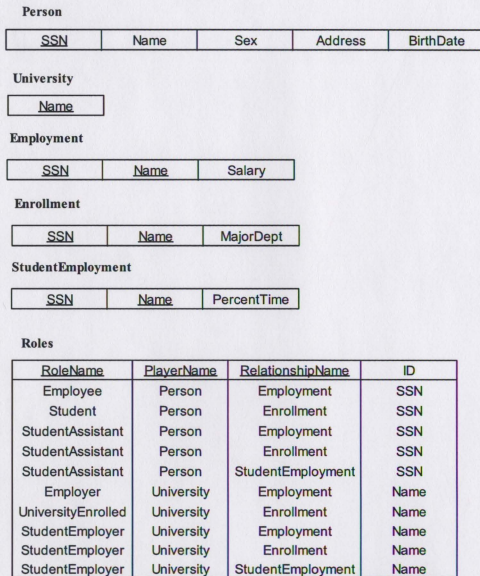 Person
SSN Name Sex Address BirthDate
University
Name
Employment
SSN Name Salary
Enrollment
SSN Name MajorDept
StudentEmployment
SSN Name PercentTime
Roles
RoleName PlayerName RelationshipName ID
Employee Person Employment SSN
Student Person Enrollment SSN
StudentAssistant Person Employment SSN
StudentAssistant Person Enrollment SSN
StudentAssistant Person StudentEmployment SSN
Employer University Employment Name
UniversityEnrolled University Enrollment Name
StudentEmployer University Employment Name
StudentEmployer University Enrollment Name
StudentEmployer University StudentEmployment Name